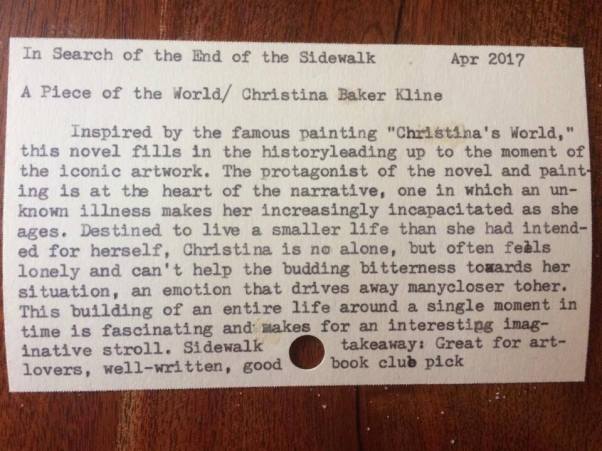 In Search of the End of the Sidewalk Apr 2017
A Piece of the World/ Christina Baker Kline
Inspired by the famous painting "Christina's World,"
this novel fills in the historyleading up to the moment of
the iconic artwork. The protagonist of the novel and paint-
ing is at the heart of the narrative, one in which an un-
known illness makes her increasingly incapacitated as she
ages. Destined to live a smaller life than she had intend-
ed for herself, Christina is no alone, but often feels
lonely and can't help the budding bitterness towards her
situation, an emotion that drives away manycloser toher.
This building of an entire life around a single moment in
time is fascinating and makes for an interesting imag-
inative stroll. Sidewalk takeaway: Great for art-
lovers, well-written, good book club pick